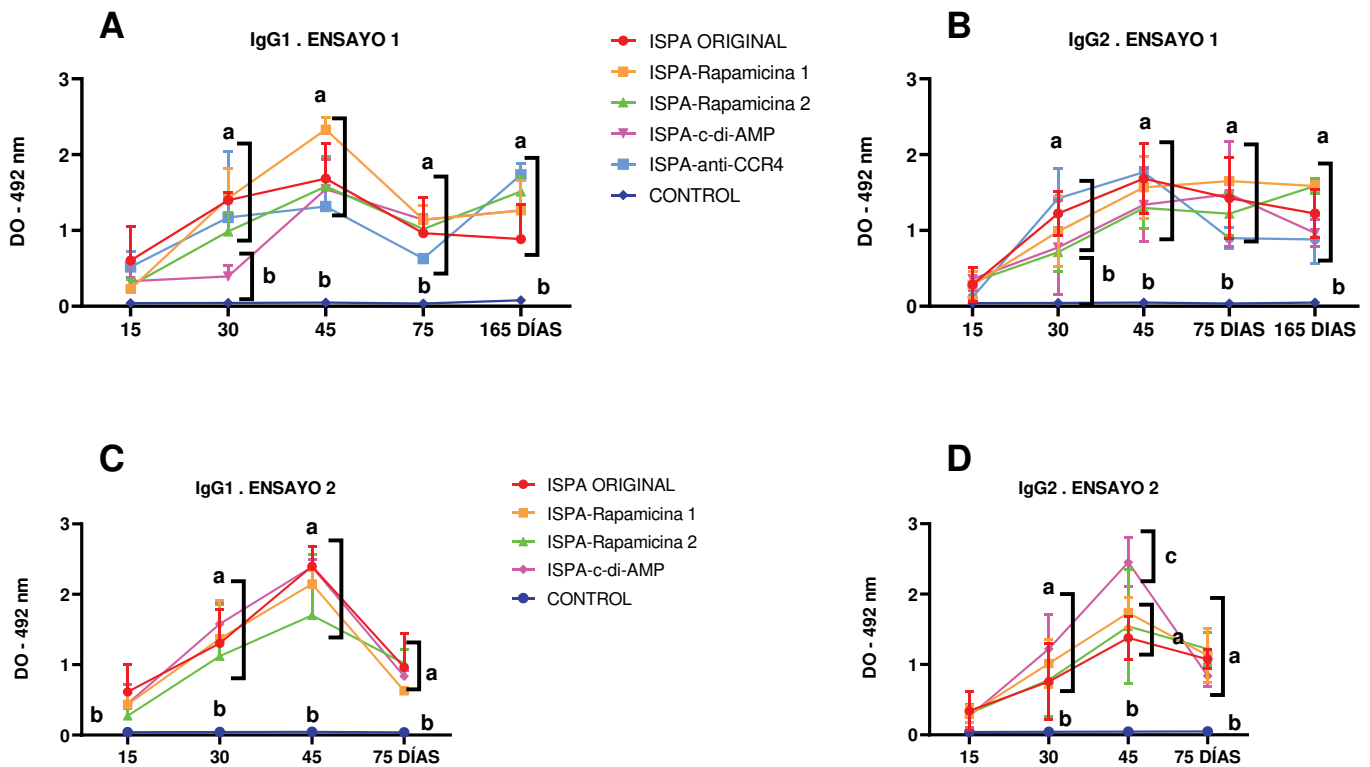 A
IgG1 . ENSAYO 1
DO - 492 nm
3
2
1
0
a
a
a
a
b
b
b
b
15
30
45
75
165 DÍAS
ISPA ORIGINAL
ISPA-Rapamicina 1
ISPA-Rapamicina 2
ISPA-c-di-AMP
ISPA-anti-CCR4
CONTROL
B
IgG2 . ENSAYO 1
DO - 492 nm
3
2
1
0
a
a
a
a
b
b
b
b
15
30
45
75 DIAS
165 DIAS
C
IgG1 . ENSAYO 2
DO - 492 nm
3
2
1
0
a
a
a
b
b
b
b
15
30
45
75 DÍAS
ISPA ORIGINAL
ISPA-Rapamicina 1
ISPA-Rapamicina 2
ISPA-c-di-AMP
CONTROL
D
IgG2 . ENSAYO 2
DO - 492 nm
3
2
1
0
c
a
a
a
b
b
b
15
30
45
75 DÍAS